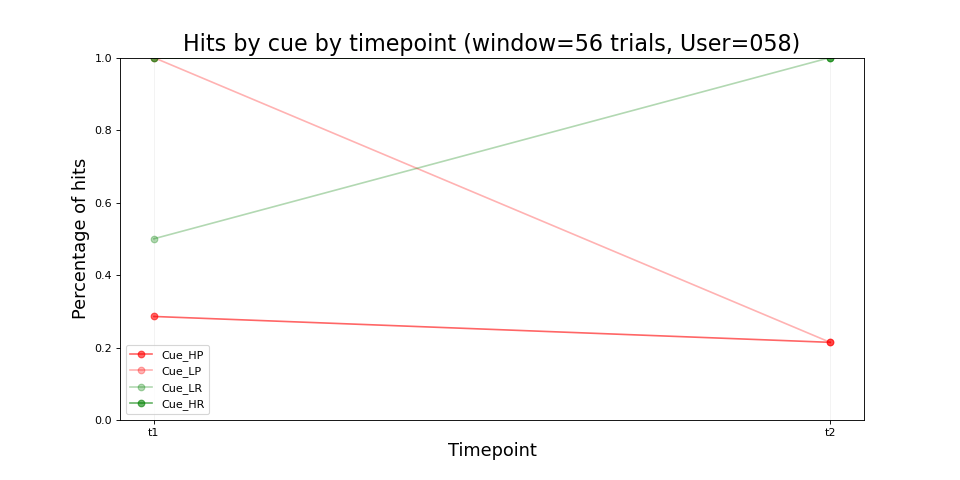 Hits by cue by timepoint (window=56 trials, User=058)
Percentage of hits
1.0
0.8
0.6
0.4
0.2
0.0
Cue_HP
Cue_LP
Cue_LR
Cue_HR
t1
t2
Timepoint